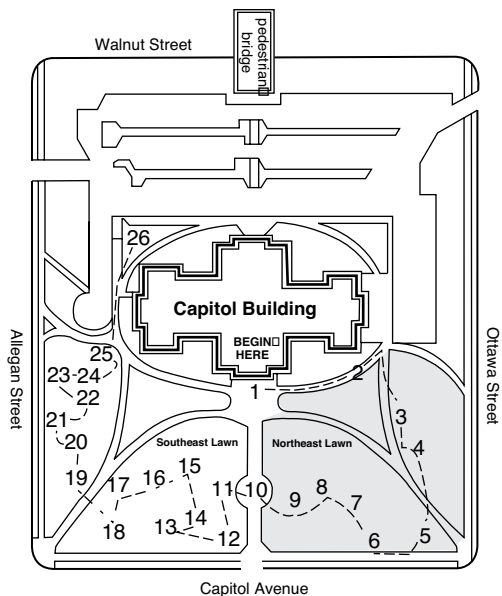 pedestrian
bridge
Walnut Street
26
Capitol Building
BEGIN
HERE
Allegan Street
Ottawa Street
25
23
24
22
21
20
19
1
2
3
4
Southeast Lawn
Northeast Lawn
15
16
17
18
14
13
12
11
10
9
8
7
6
5
Capitol Avenue